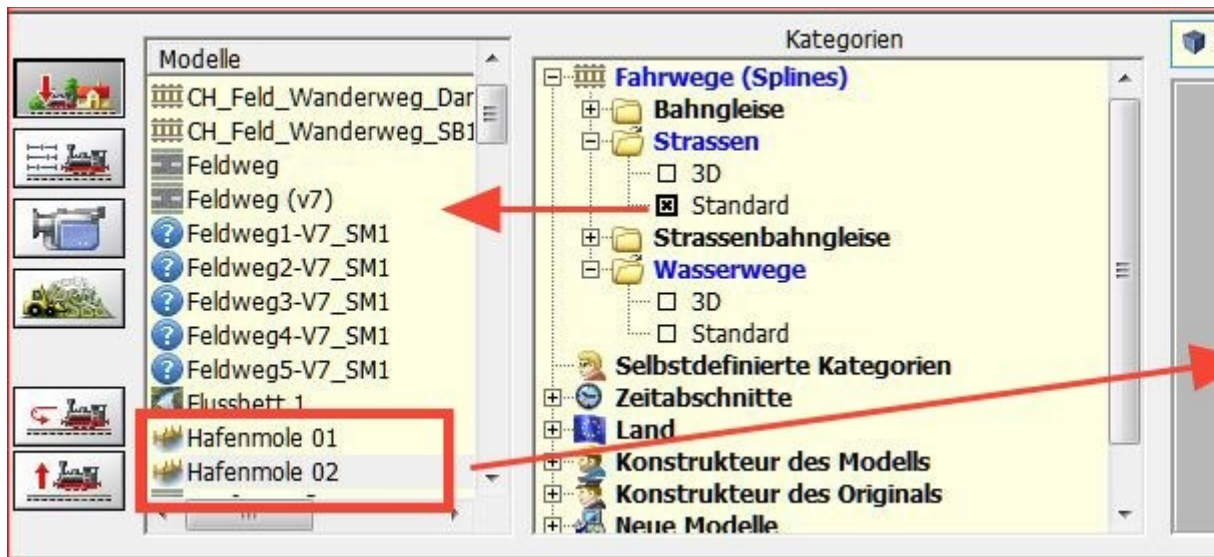 Modelle
CH_Feld_Wanderweg_Dar
CH_Feld_Wanderweg_SB1
Feldweg
Feldweg (v7)
Feldweg1-V7_SM1
Feldweg2-V7_SM1
Feldweg3-V7_SM1
Feldweg4-V7_SM1
Feldweg5-V7_SM1
Flussbett 1
Hafenmole 01
Hafenmole 02
Kategorien
Fahrwege (Splines)
Bahngleise
Strassen
3D
Standard
Strassenbahngleise
Wasserwege
3D
Standard
Selbstdefinierte Kategorien
Zeitabschnitte
Land
Konstrukteur des Modells
Konstrukteur des Originals
Neue Modelle